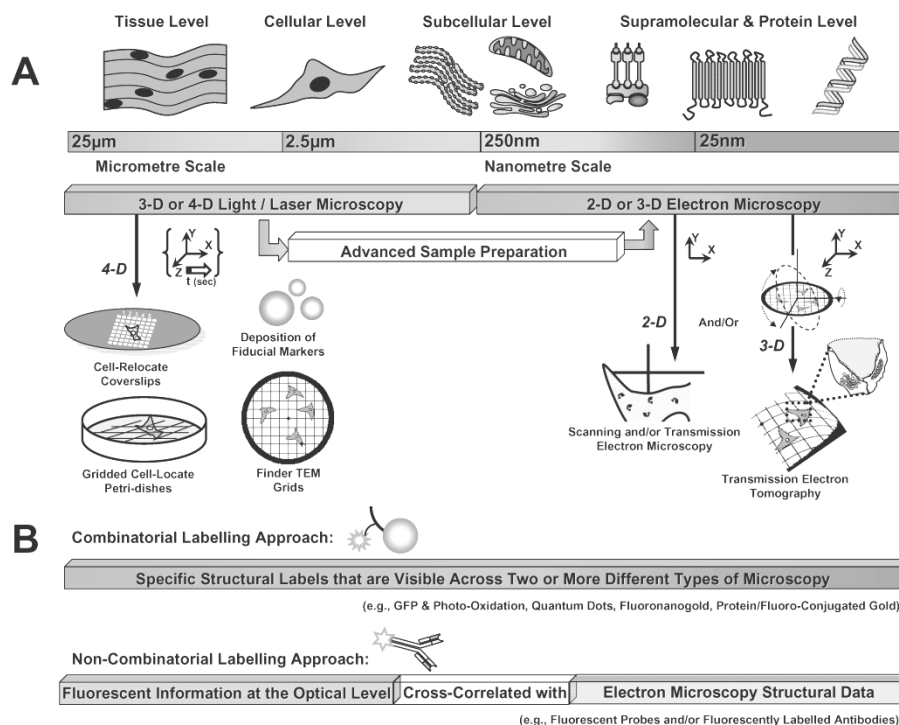 Tissue Level
Cellular Level
Subcellular Level
Supramolecular & Protein Level
A
25µm
2.5µm
250nm
25nm
Micrometre Scale
Nanometre Scale
3-D or 4-D Light / Laser Microscopy
2-D or 3-D Electron Microscopy
Advanced Sample Preparation
4-D
Y
X
Z
t (sec)
Y
X
Y
X
Z
2-D
And/Or
3-D
Deposition of
Fiducial Markers
Cell-Relocate
Coverslips
Gridded Cell-Locate
Petri-dishes
Finder TEM
Grids
Scanning and/or Transmission
Electron Microscopy
Transmission Electron
Tomography
B
Combinatorial Labelling Approach:
Specific Structural Labels that are Visible Across Two or More Different Types of Microscopy
(e.g., GFP & Photo-Oxidation, Quantum Dots, Fluoronanogold, Protein/Fluoro-Conjugated Gold)
Non-Combinatorial Labelling Approach:
Fluorescent Information at the Optical Level
Cross-Correlated with
Electron Microscopy Structural Data
(e.g., Fluorescent Probes and/or Fluorescently Labelled Antibodies)